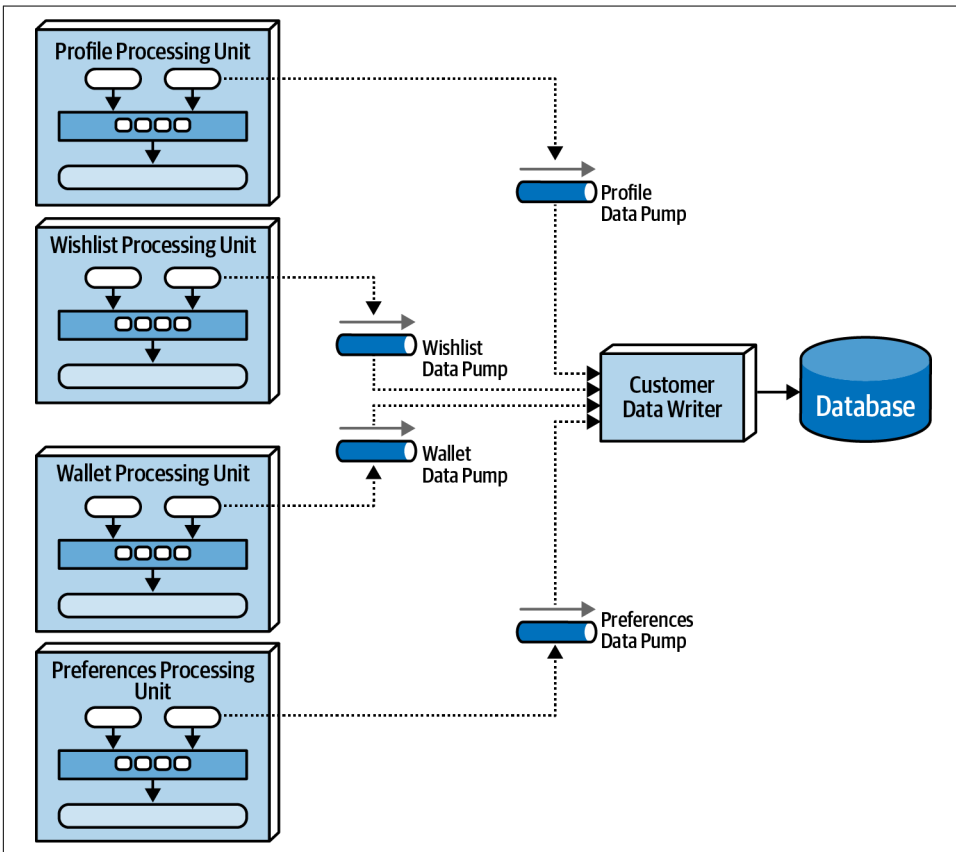 Profile Processing Unit
Profile
Data Pump
Wishlist Processing Unit
Wishlist
Data Pump
Customer
Data Writer
Database
Wallet
Data Pump
Wallet Processing Unit
Preferences
Data Pump
Preferences Processing
Unit